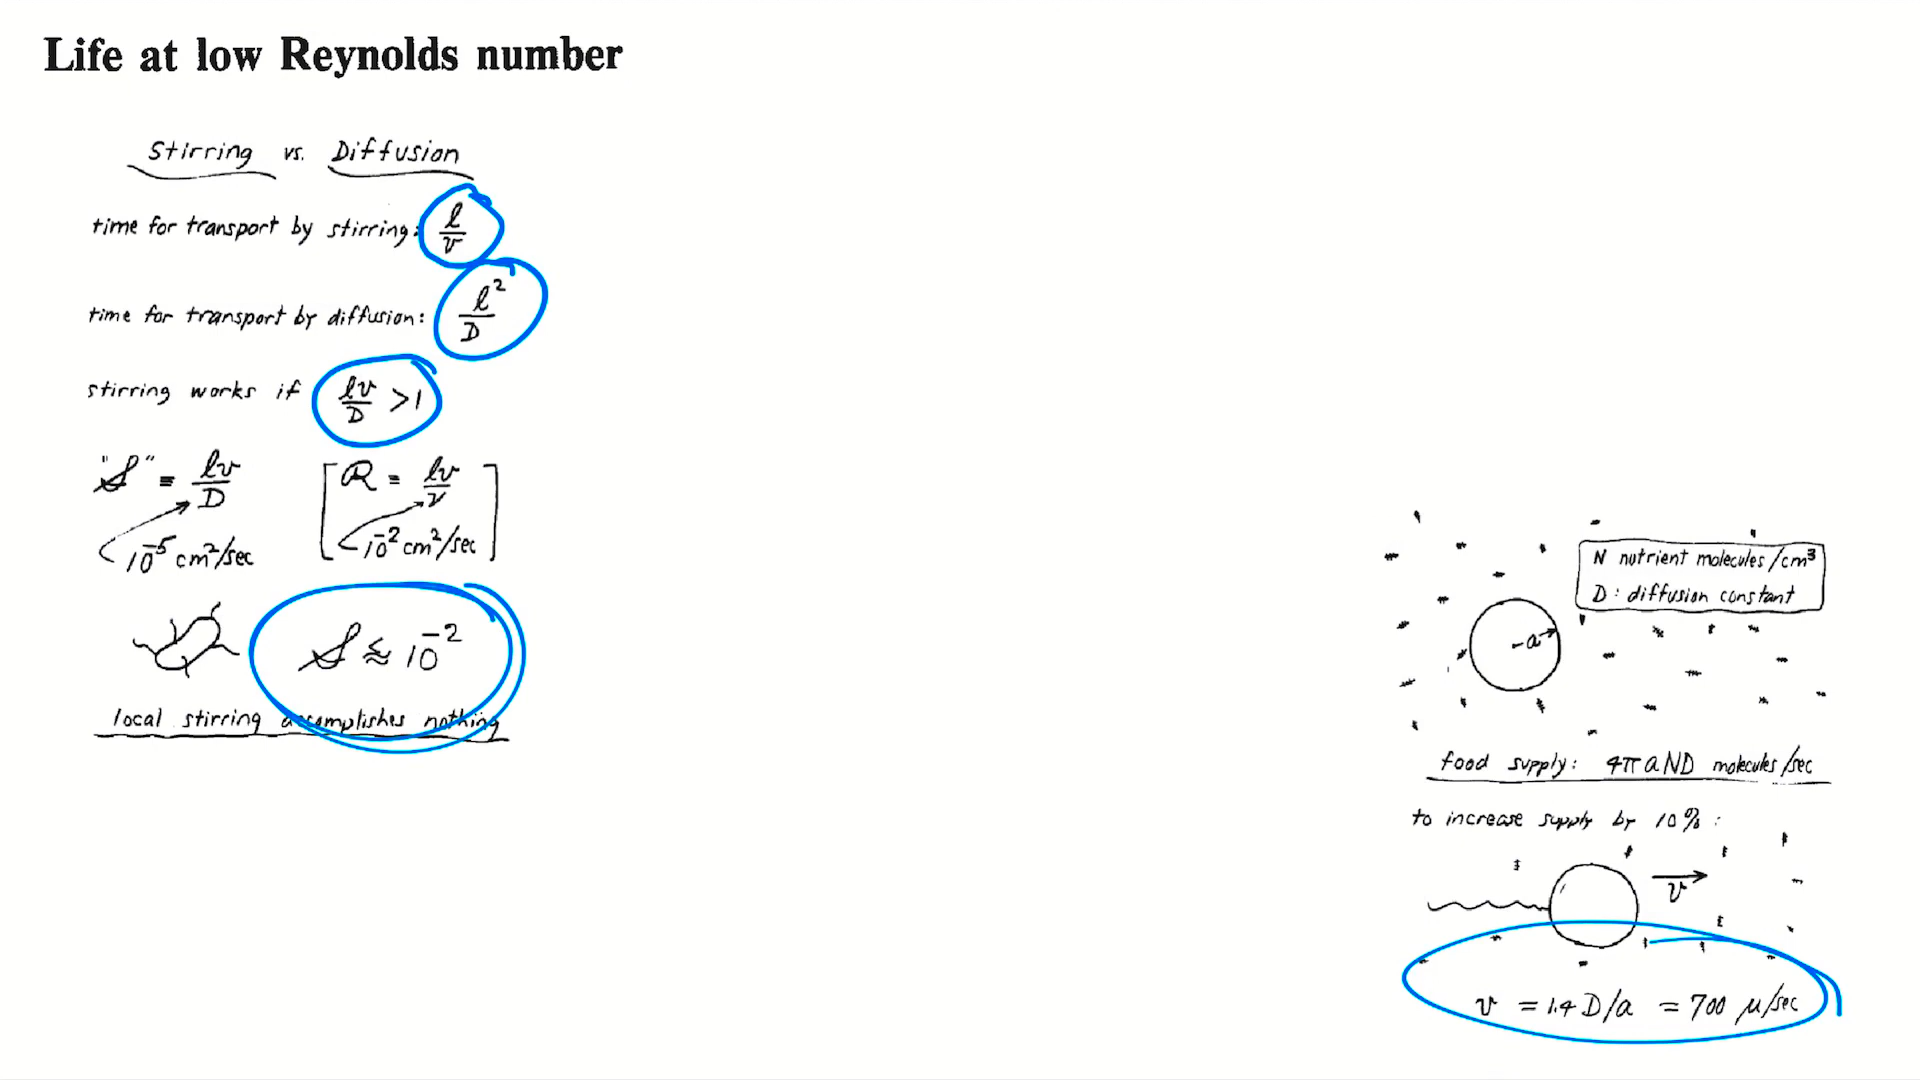 Life at low Reynolds number
Stirring vs. Diffusion
time for transport by stirring: l/v
time for transport by diffusion: l²/D
stirring works if lv/D > 1
"S" ≡ lv/D [R = lv/ν]
10⁻⁵ cm²/sec 10⁻² cm²/sec
S ≲ 10⁻²
local stirring accomplishes nothing
N nutrient molecules/cm³
D: diffusion constant
a
food supply: 4πaND molecules/sec
to increase supply by 10%:
v
v = 1.4 D/a = 700 μ/sec